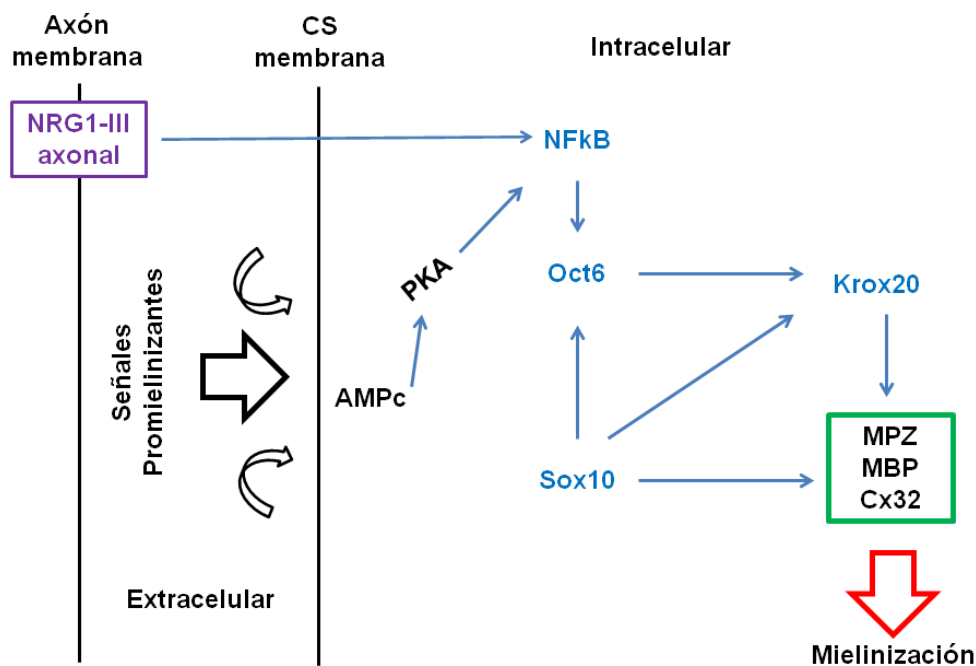 Axón
membrana
CS
membrana
Intracelular
NRG1-III
axonal
NFkB
PKA
Oct6
Krox20
Señales
Promielinizantes
AMPc
MPZ
MBP
Cx32
Sox10
Extracelular
Mielinización